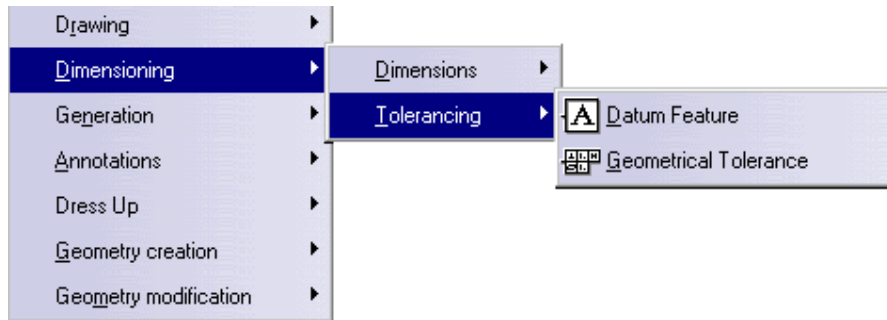 Drawing
Dimensioning
Generation
Annotations
Dress Up
Geometry creation
Geometry modification
Dimensions
Tolerancing
A Datum Feature
Geometrical Tolerance